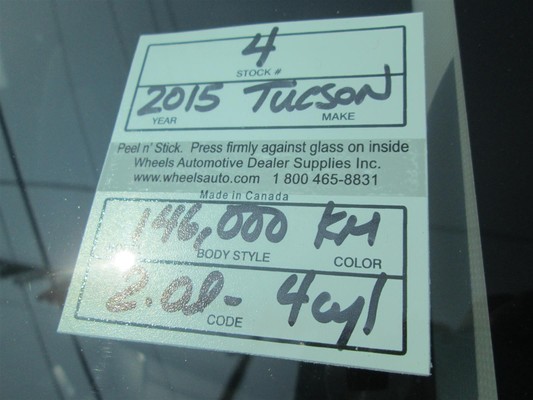 4
STOCK #
2015 TUCSON
YEAR MAKE
Peel n' Stick. Press firmly against glass on inside
Wheels Automotive Dealer Supplies Inc.
www.wheelsauto.com 1 800 465-8831
Made in Canada
146,000 KM
BODY STYLE COLOR
2.0l- 4cyl
CODE